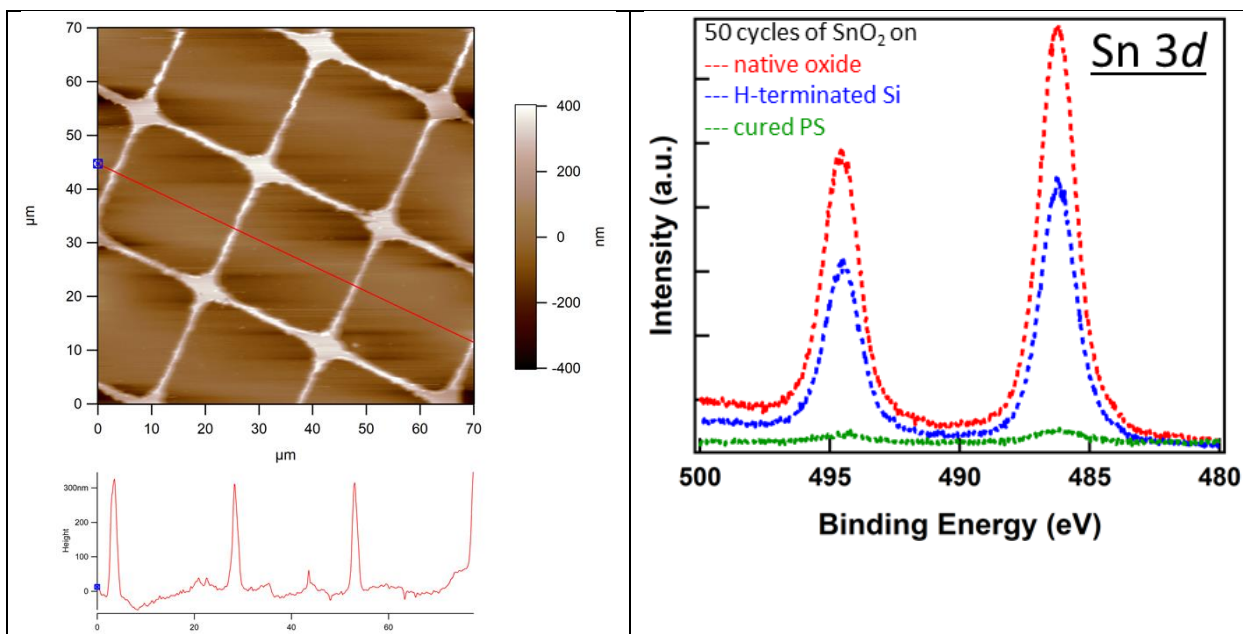 70
60
50
40
30
20
10
0
µm
0 10 20 30 40 50 60 70
µm
400
200
0
-200
-400
nm
300nm
200
100
0
Height
0 20 40 60
50 cycles of SnO₂ on
--- native oxide
--- H-terminated Si
--- cured PS
Sn 3d
Intensity (a.u.)
500 495 490 485 480
Binding Energy (eV)